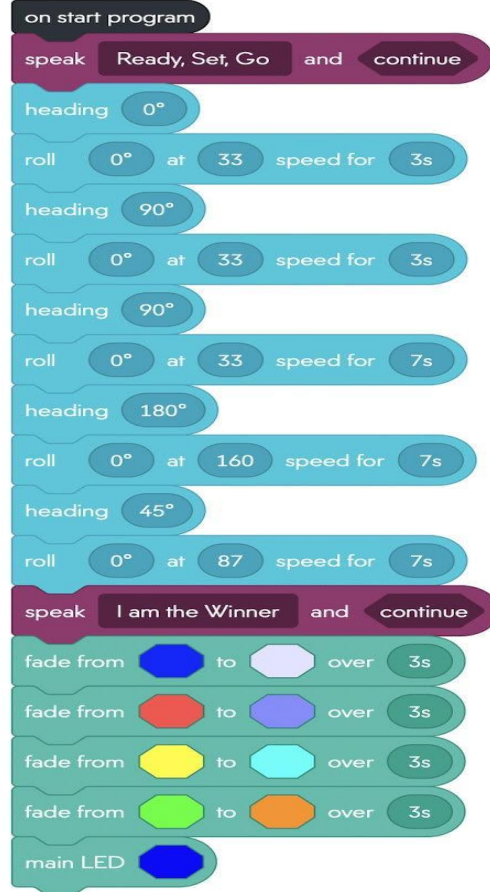 on start program
speak Ready, Set, Go and continue
heading 0°
roll 0° at 33 speed for 3s
heading 90°
roll 0° at 33 speed for 3s
heading 90°
roll 0° at 33 speed for 7s
heading 180°
roll 0° at 160 speed for 7s
heading 45°
roll 0° at 87 speed for 7s
speak I am the Winner and continue
fade from to over 3s
fade from to over 3s
fade from to over 3s
fade from to over 3s
main LED